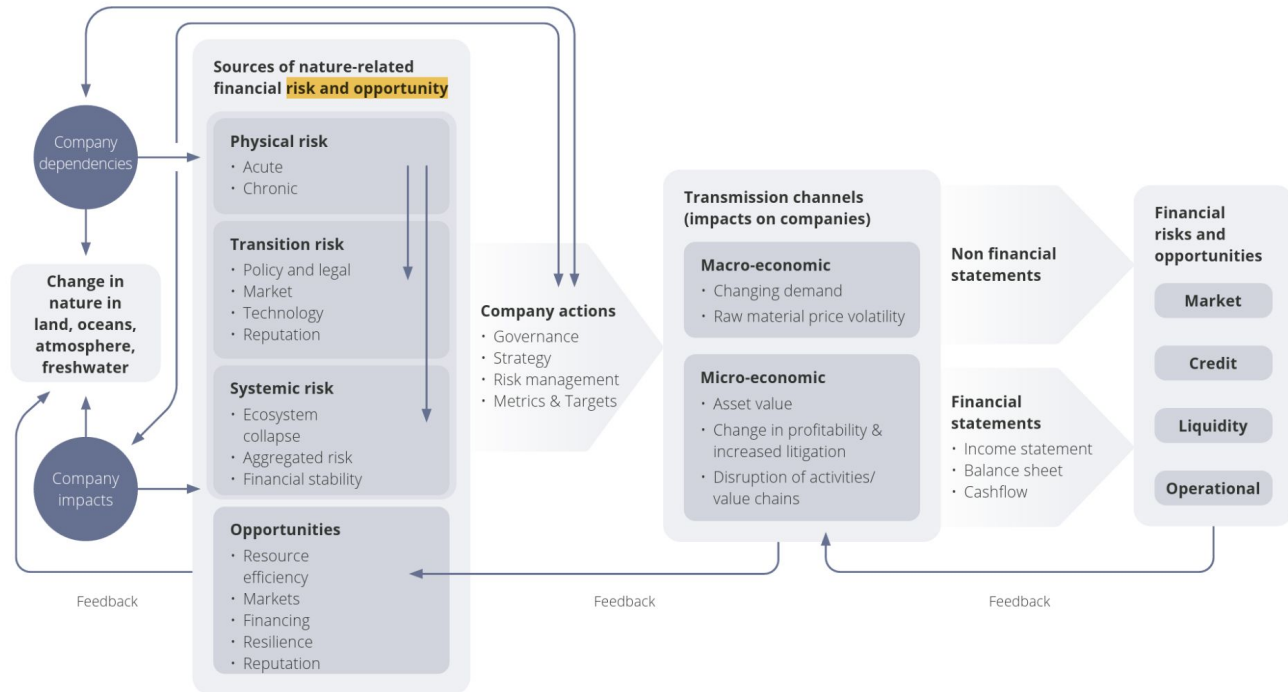 Sources of nature-related
financial risk and opportunity
Company
dependencies
Physical risk
• Acute
• Chronic
Transition risk
• Policy and legal
• Market
• Technology
• Reputation
Change in
nature in
land, oceans,
atmosphere,
freshwater
Systemic risk
• Ecosystem
collapse
• Aggregated risk
• Financial stability
Company
impacts
Opportunities
• Resource
efficiency
• Markets
• Financing
• Resilience
• Reputation
Company actions
• Governance
• Strategy
• Risk management
• Metrics & Targets
Transmission channels
(impacts on companies)
Macro-economic
• Changing demand
• Raw material price volatility
Micro-economic
• Asset value
• Change in profitability &
increased litigation
• Disruption of activities/
value chains
Non financial
statements
Financial
statements
• Income statement
• Balance sheet
• Cashflow
Financial
risks and
opportunities
Market
Credit
Liquidity
Operational
Feedback
Feedback
Feedback